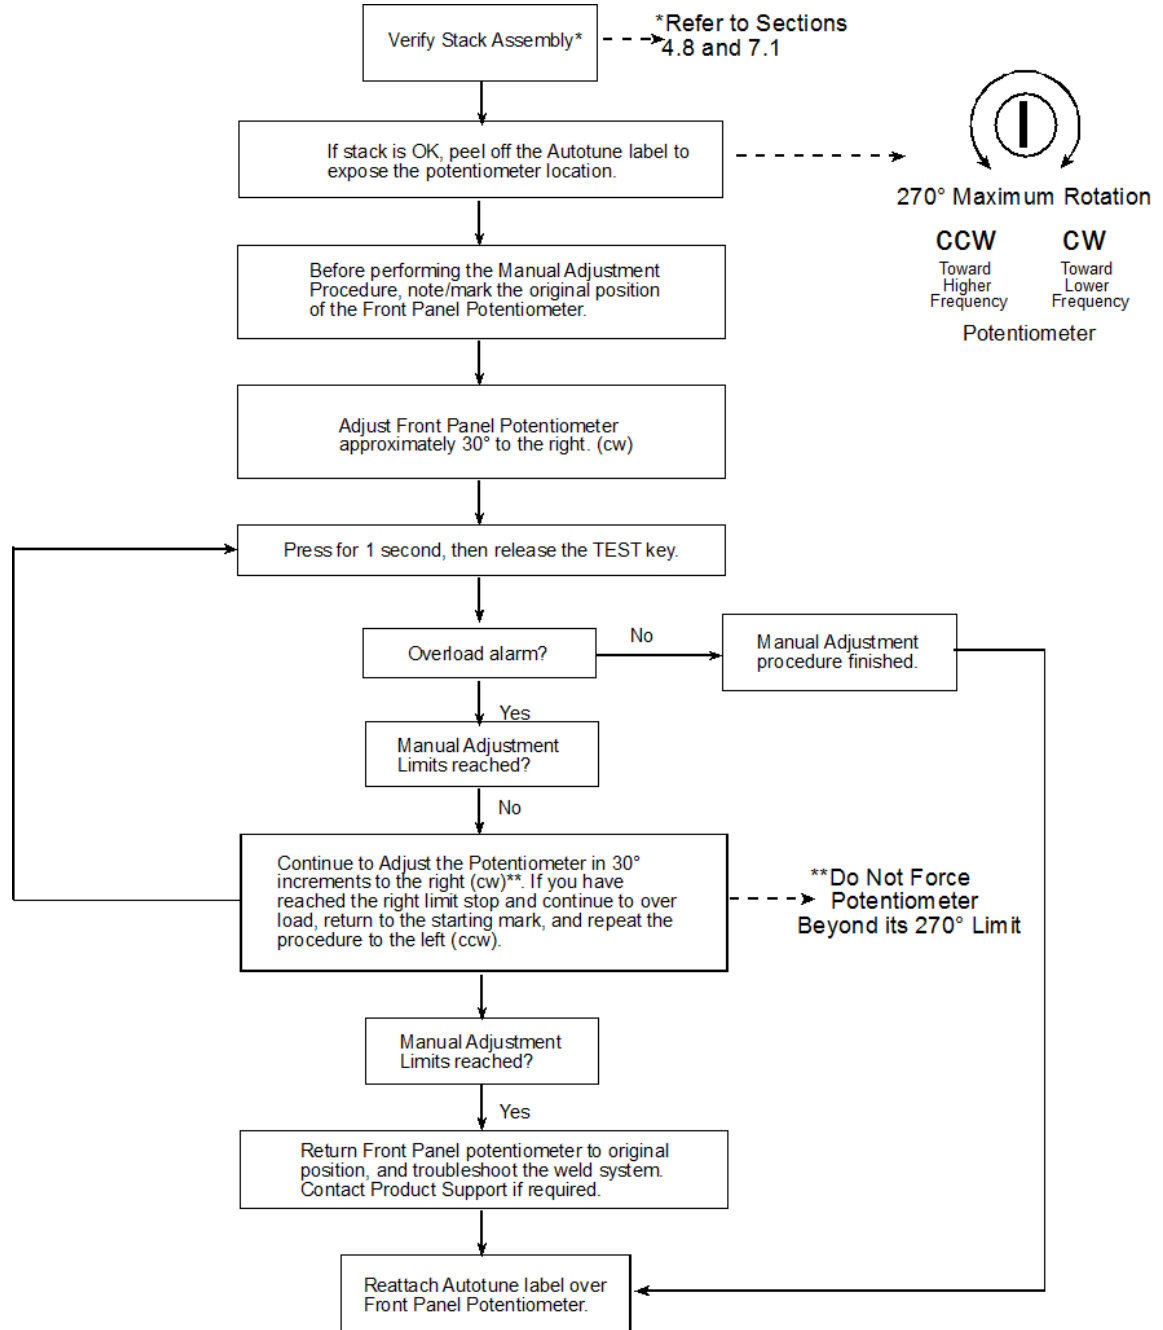 Verify Stack Assembly*
*Refer to Sections
4.8 and 7.1
If stack is OK, peel off the Autotune label to
expose the potentiometer location.
270° Maximum Rotation
CCW
CW
Toward
Higher
Frequency
Toward
Lower
Frequency
Potentiometer
Before performing the Manual Adjustment
Procedure, note/mark the original position
of the Front Panel Potentiometer.
Adjust Front Panel Potentiometer
approximately 30° to the right. (cw)
Press for 1 second, then release the TEST key.
Overload alarm?
No
Manual Adjustment
procedure finished.
Yes
Manual Adjustment
Limits reached?
No
Continue to Adjust the Potentiometer in 30°
increments to the right (cw)**. If you have
reached the right limit stop and continue to over
load, return to the starting mark, and repeat the
procedure to the left (ccw).
**Do Not Force
Potentiometer
Beyond its 270° Limit
Manual Adjustment
Limits reached?
Yes
Return Front Panel potentiometer to original
position, and troubleshoot the weld system.
Contact Product Support if required.
Reattach Autotune label over
Front Panel Potentiometer.